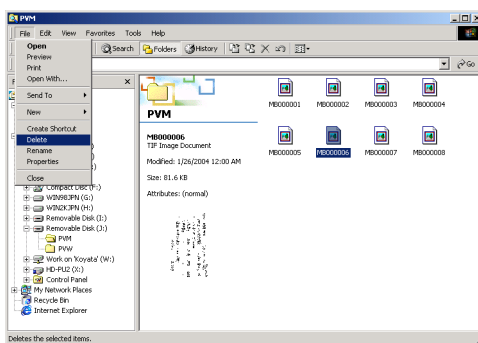 PVM
File Edit View Favorites Tools Help
Search Folders History
Go
Open
Preview
Print
Open With...
Send To
New
Create Shortcut
Delete
Rename
Properties
Close
Compact Disc (F:)
WIN98JPN (G:)
WIN2KJPN (H:)
Removable Disk (I:)
Removable Disk (J:)
PVM
PVW
Work on 'Koyata' (W:)
HD-PU2 (X:)
Control Panel
My Network Places
Recycle Bin
Internet Explorer
PVM
MB000006
TIF Image Document
Modified: 1/26/2004 12:00 AM
Size: 81.6 KB
Attributes: (normal)
MB000001 MB000002 MB000003 MB000004
MB000005 MB000006 MB000007 MB000008
Deletes the selected items.